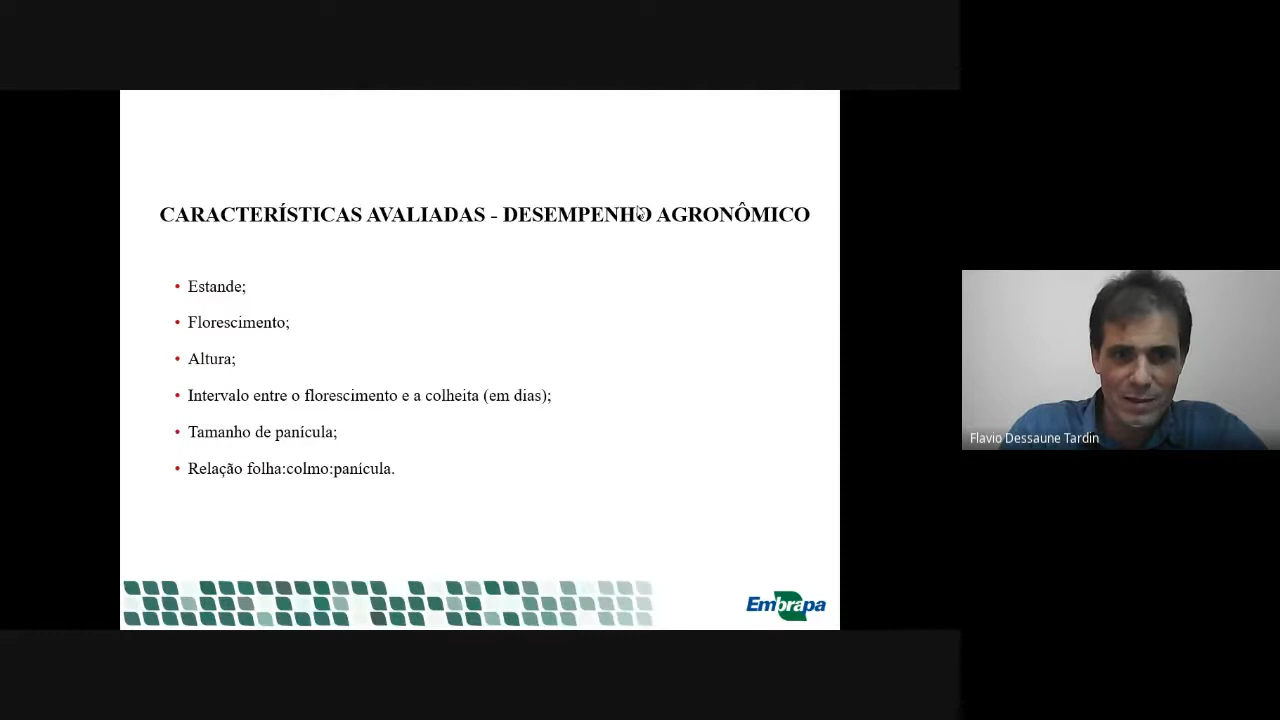 CARACTERÍSTICAS AVALIADAS - DESEMPENHO AGRONÔMICO
• Estande;
• Florescimento;
• Altura;
• Intervalo entre o florescimento e a colheita (em dias);
• Tamanho de panícula;
• Relação folha:colmo:panícula.
Embrapa
Flavio Dessaune Tardin